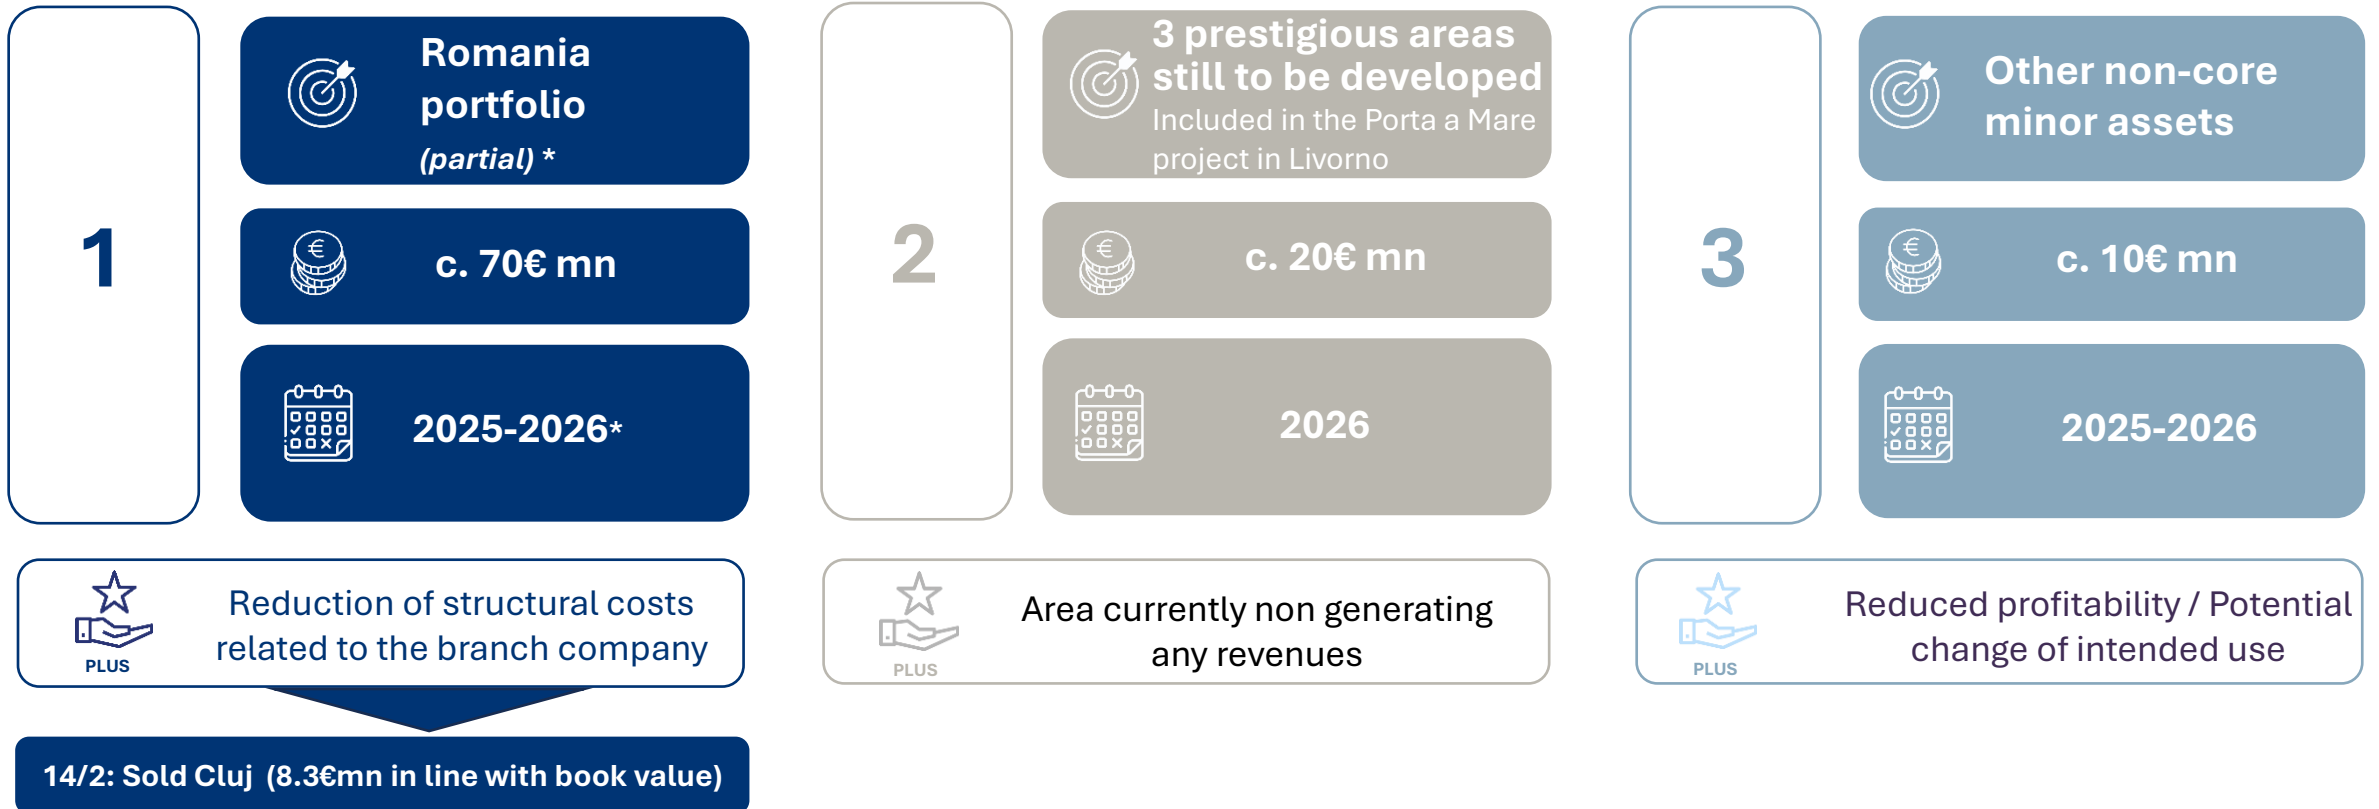 1
Romania
portfolio
(partial) *
c. 70€ mn
2025-2026*
PLUS
Reduction of structural costs
related to the branch company
14/2: Sold Cluj (8.3€mn in line with book value)
2
3 prestigious areas
still to be developed
Included in the Porta a Mare
project in Livorno
c. 20€ mn
2026
PLUS
Area currently non generating
any revenues
3
Other non-core
minor assets
c. 10€ mn
2025-2026
PLUS
Reduced profitability / Potential
change of intended use